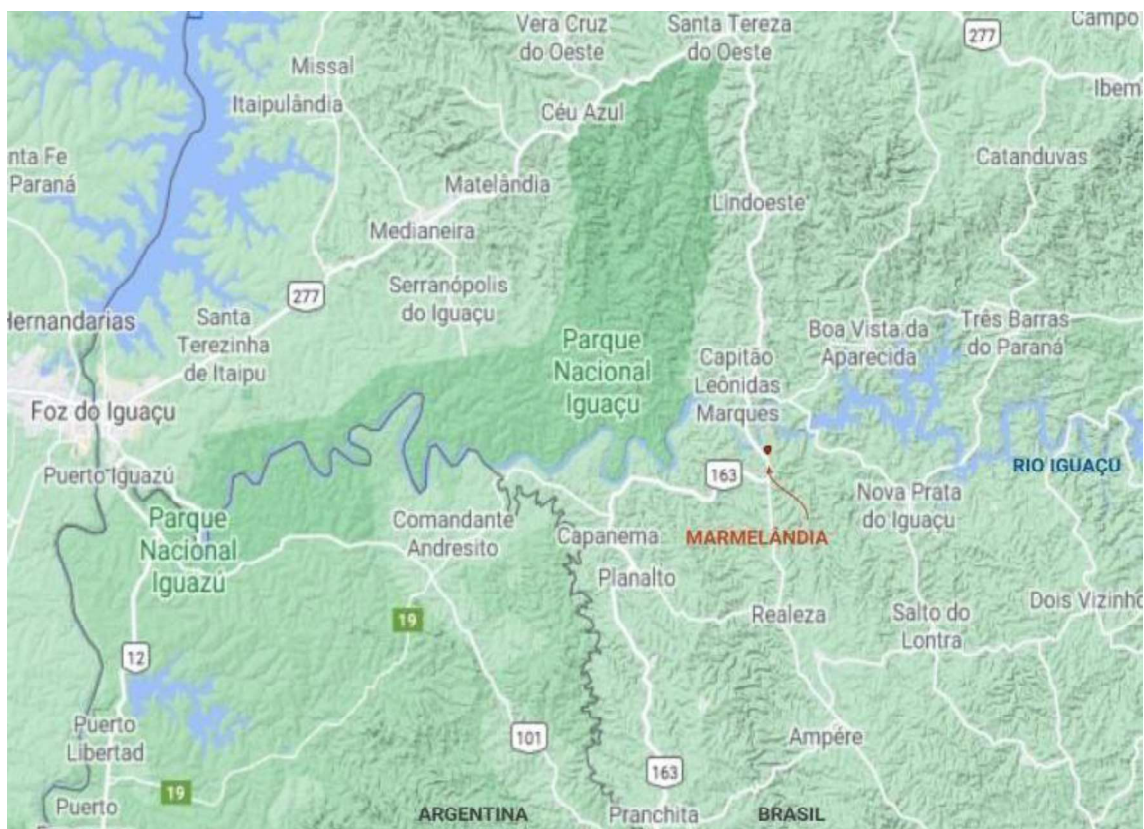 Vera Cruz
do Oeste
Santa Tereza
do Oeste
Campo
277
Missal
Itaipulândia
Céu Azul
Ibem
nta Fe
Paraná
Catanduvas
Matelândia
Lindoeste
Medianeira
Serranópolis
do Iguaçu
277
Hernandarias
Santa
Terezinha
de Itaipu
Parque
Nacional
Iguaçu
Capitão
Leônidas
Marques
Boa Vista da
Aparecida
Três Barras
do Paraná
Foz do Iguaçu
Puerto Iguazú
RIO IGUAÇU
163
Nova Prata
do Iguaçu
Parque
Nacional
Iguazú
Comandante
Andresito
Capanema
MARMELÁNDIA
Planalto
Realeza
Salto do
Lontra
Dois Vizinho
19
12
Puerto
Libertad
101
Ampére
163
19
Puerto
ARGENTINA
Pranchita
BRASIL